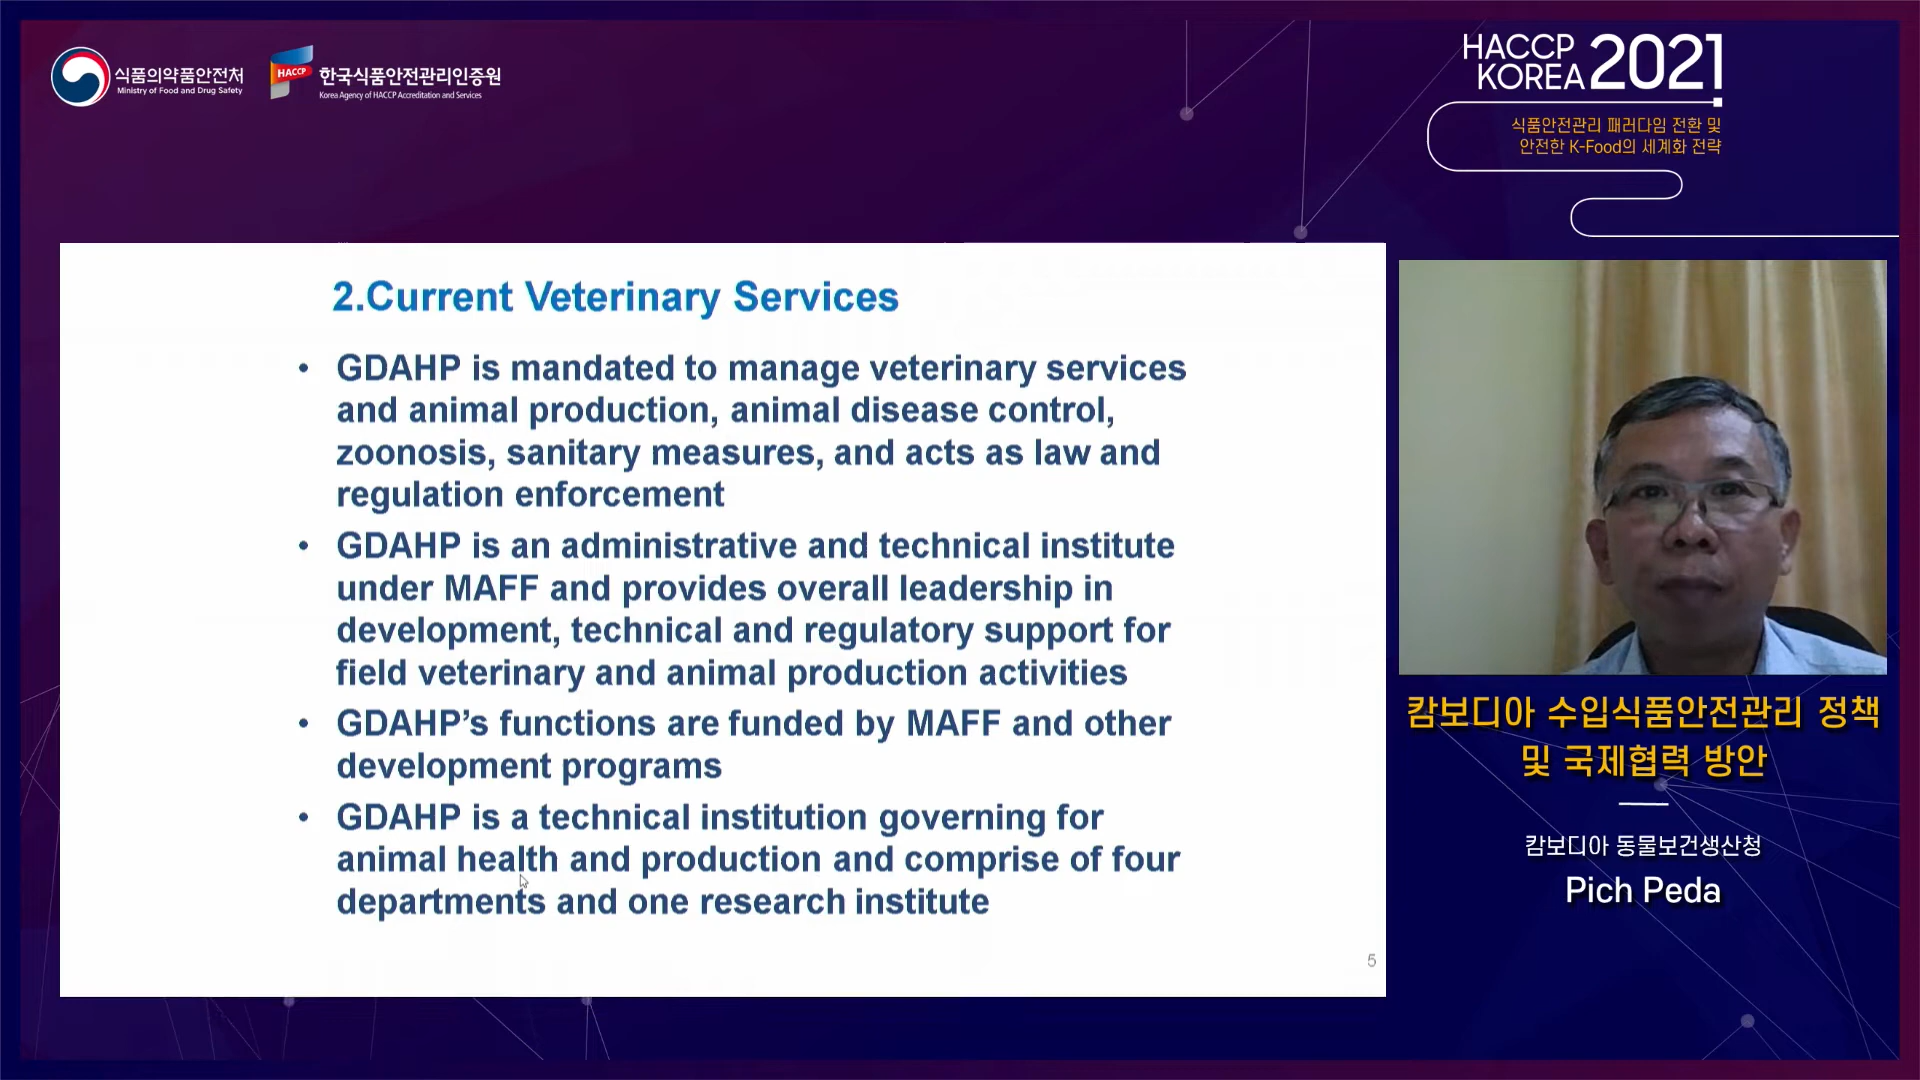 식품의약품안전처
Ministry of Food and Drug Safety
HACCP
한국식품안전관리인증원
Korea Agency of HACCP Accreditation and Services
HACCP
KOREA 2021
식품안전관리 패러다임 전환 및
안전한 K-Food의 세계화 전략
2.Current Veterinary Services
• GDAHP is mandated to manage veterinary services
and animal production, animal disease control,
zoonosis, sanitary measures, and acts as law and
regulation enforcement
• GDAHP is an administrative and technical institute
under MAFF and provides overall leadership in
development, technical and regulatory support for
field veterinary and animal production activities
• GDAHP’s functions are funded by MAFF and other
development programs
• GDAHP is a technical institution governing for
animal health and production and comprise of four
departments and one research institute
5
캄보디아 수입식품안전관리 정책
및 국제협력 방안
캄보디아 동물보건생산청
Pich Peda